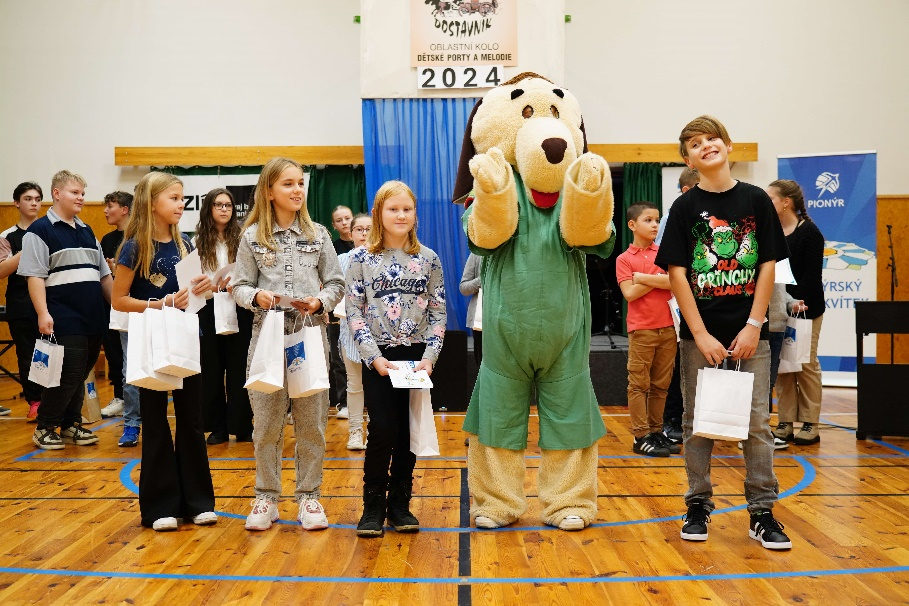 DOSTAVNÍK
OBLASTNÍ KOLO
DĚTSKÉ PORTY A MELODIE
2024
PIONÝR
Chicago
OLD
GRINCHY
CLAUS